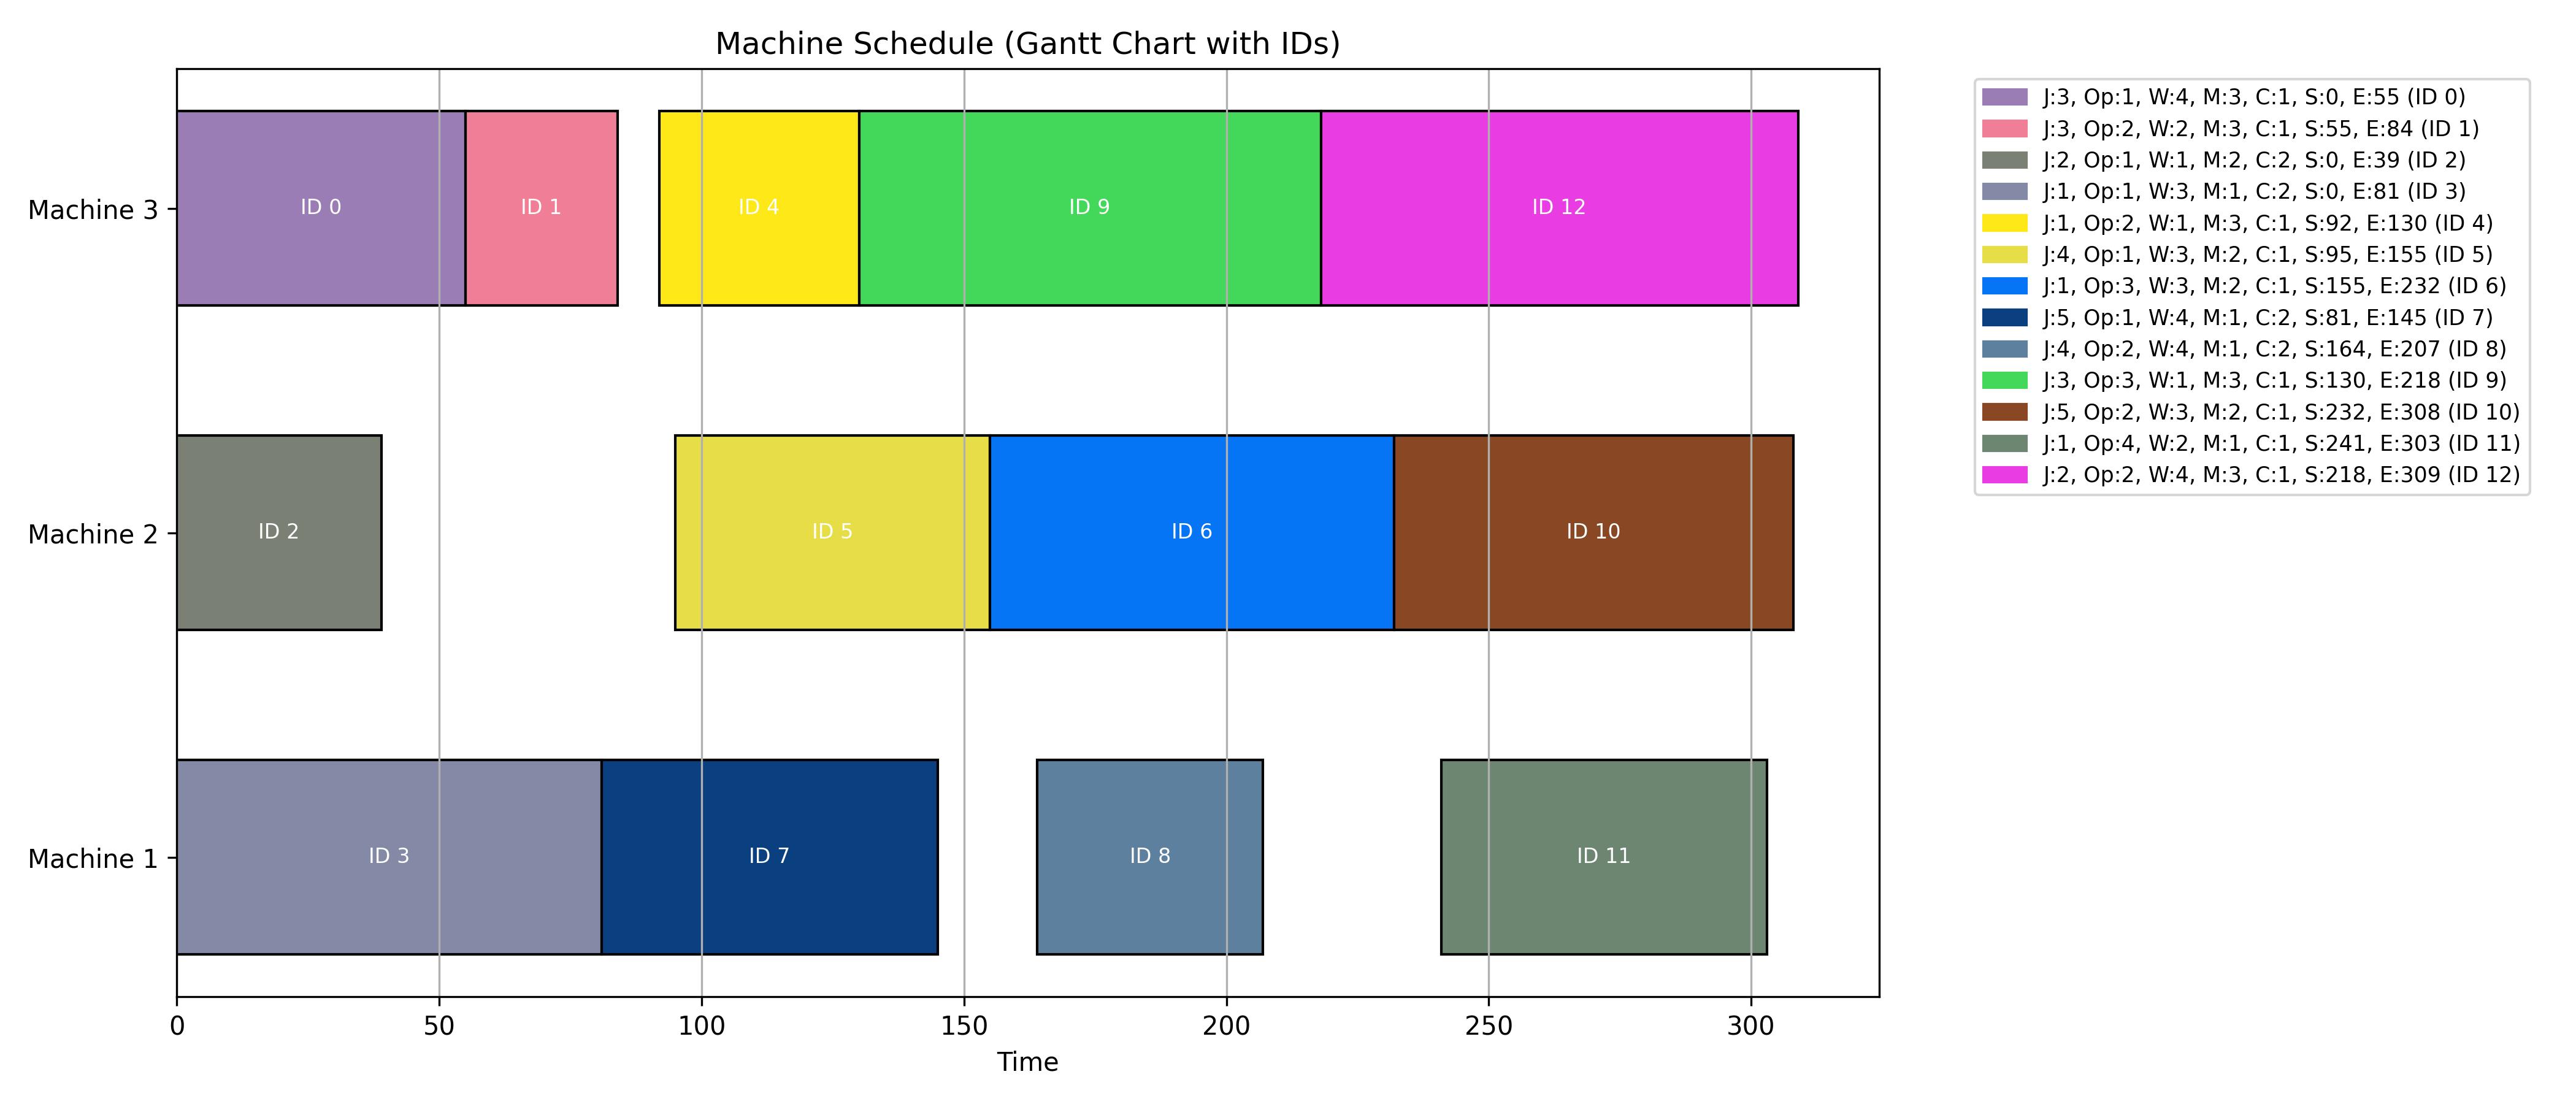 Machine Schedule (Gantt Chart with IDs)
Machine 3
ID 0
ID 1
ID 4
ID 9
ID 12
Machine 2
ID 2
ID 5
ID 6
ID 10
Machine 1
ID 3
ID 7
ID 8
ID 11
0 50 100 150 200 250 300
Time
J:3, Op:1, W:4, M:3, C:1, S:0, E:55 (ID 0)
J:3, Op:2, W:2, M:3, C:1, S:55, E:84 (ID 1)
J:2, Op:1, W:1, M:2, C:2, S:0, E:39 (ID 2)
J:1, Op:1, W:3, M:1, C:2, S:0, E:81 (ID 3)
J:1, Op:2, W:1, M:3, C:1, S:92, E:130 (ID 4)
J:4, Op:1, W:3, M:2, C:1, S:95, E:155 (ID 5)
J:1, Op:3, W:3, M:2, C:1, S:155, E:232 (ID 6)
J:5, Op:1, W:4, M:1, C:2, S:81, E:145 (ID 7)
J:4, Op:2, W:4, M:1, C:2, S:164, E:207 (ID 8)
J:3, Op:3, W:1, M:3, C:1, S:130, E:218 (ID 9)
J:5, Op:2, W:3, M:2, C:1, S:232, E:308 (ID 10)
J:1, Op:4, W:2, M:1, C:1, S:241, E:303 (ID 11)
J:2, Op:2, W:4, M:3, C:1, S:218, E:309 (ID 12)